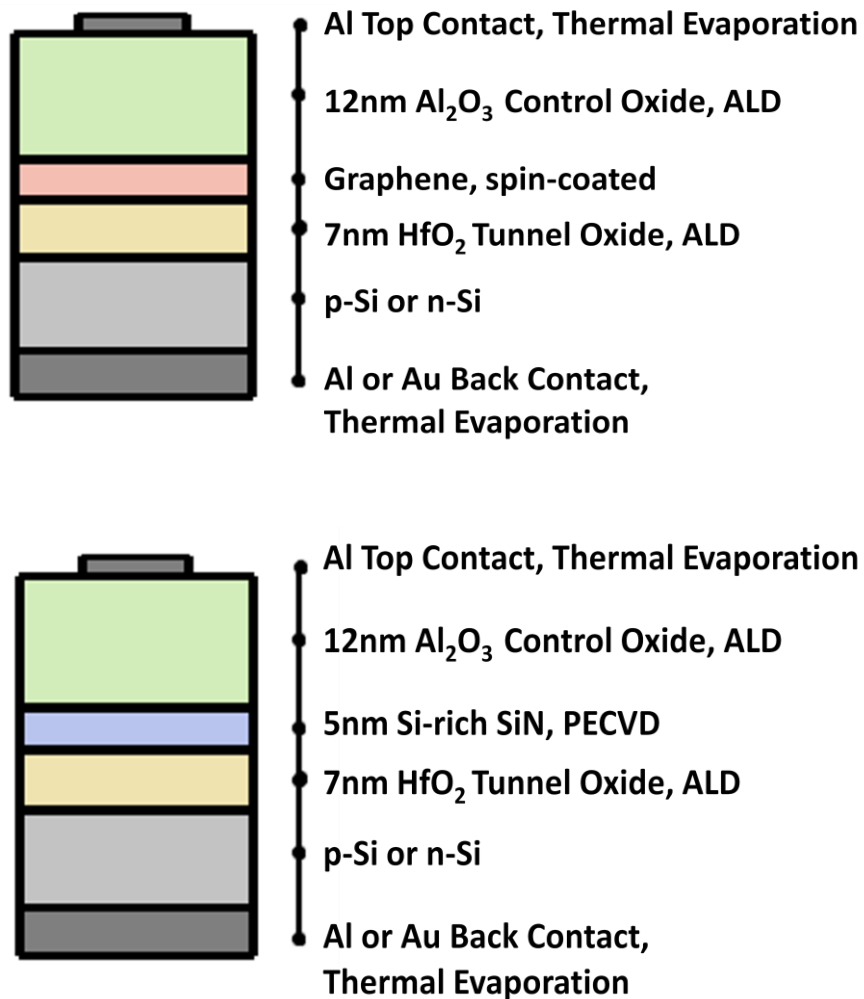 Al Top Contact, Thermal Evaporation
12nm Al₂O₃ Control Oxide, ALD
Graphene, spin-coated
7nm HfO₂ Tunnel Oxide, ALD
p-Si or n-Si
Al or Au Back Contact,
Thermal Evaporation
Al Top Contact, Thermal Evaporation
12nm Al₂O₃ Control Oxide, ALD
5nm Si-rich SiN, PECVD
7nm HfO₂ Tunnel Oxide, ALD
p-Si or n-Si
Al or Au Back Contact,
Thermal Evaporation